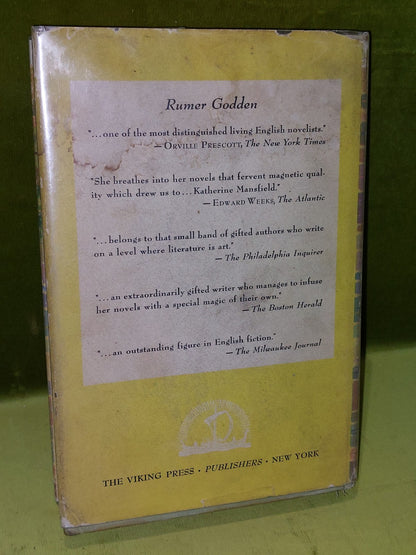 Rumer Godden
"...one of the most distinguished living English novelists."
— ORVILLE PRESCOTT, The New York Times
"She breathes into her novels that fervent magnetic qual-
ity which drew us to... Katherine Mansfield."
— EDWARD WEEKS, The Atlantic
"...belongs to that small band of gifted authors who write
on a level where literature is art."
— The Philadelphia Inquirer
"...an extraordinarily gifted writer who manages to infuse
her novels with a special magic of their own."
— The Boston Herald
"...an outstanding figure in English fiction."
— The Milwaukee Journal
THE VIKING PRESS · PUBLISHERS · NEW YORK